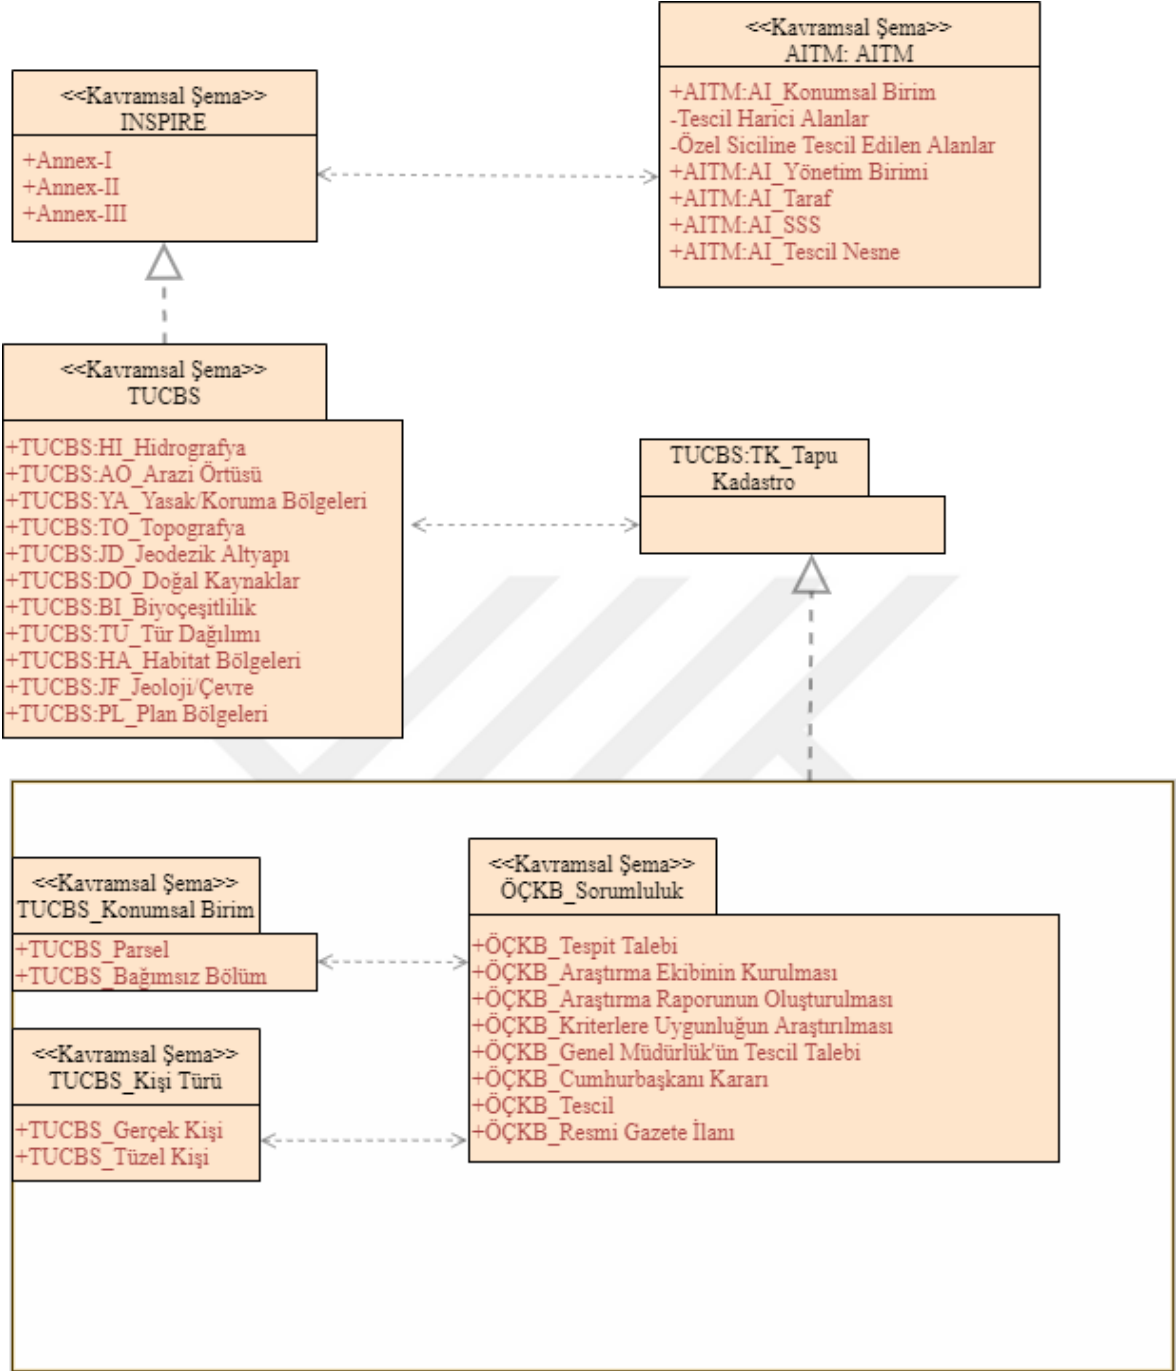 <<Kavramsal Şema>>
INSPIRE
+Annex-I
+Annex-II
+Annex-III
<<Kavramsal Şema>>
AITM: AITM
+AITM:AI_Konumsal Birim
-Tescil Harici Alanlar
-Özel Siciline Tescil Edilen Alanlar
+AITM:AI_Yönetim Birimi
+AITM:AI_Taraf
+AITM:AI_SSS
+AITM:AI_Tescil Nesne
<<Kavramsal Şema>>
TUCBS
+TUCBS:HI_Hidrografya
+TUCBS:AO_Arazi Örtüsü
+TUCBS:YA_Yasak/Koruma Bölgeleri
+TUCBS:TO_Topografya
+TUCBS:JD_Jeodezik Altyapı
+TUCBS:DO_Doğal Kaynaklar
+TUCBS:BI_Biyoçeşitlilik
+TUCBS:TU_Tür Dağılımı
+TUCBS:HA_Habitat Bölgeleri
+TUCBS:JF_Jeoloji/Çevre
+TUCBS:PL_Plan Bölgeleri
TUCBS:TK_Tapu
Kadastro
<<Kavramsal Şema>>
TUCBS_Konumsal Birim
+TUCBS_Parsel
+TUCBS_Bağımsız Bölüm
<<Kavramsal Şema>>
TUCBS_Kişi Türü
+TUCBS_Gerçek Kişi
+TUCBS_Tüzel Kişi
<<Kavramsal Şema>>
ÖÇKB_Sorumluluk
+ÖÇKB_Tespit Talebi
+ÖÇKB_Araştırma Ekibinin Kurulması
+ÖÇKB_Araştırma Raporunun Oluşturulması
+ÖÇKB_Kriterlere Uygunluğun Araştırılması
+ÖÇKB_Genel Müdürlük'ün Tescil Talebi
+ÖÇKB_Cumhurbaşkanı Kararı
+ÖÇKB_Tescil
+ÖÇKB_Resmi Gazete İlanı